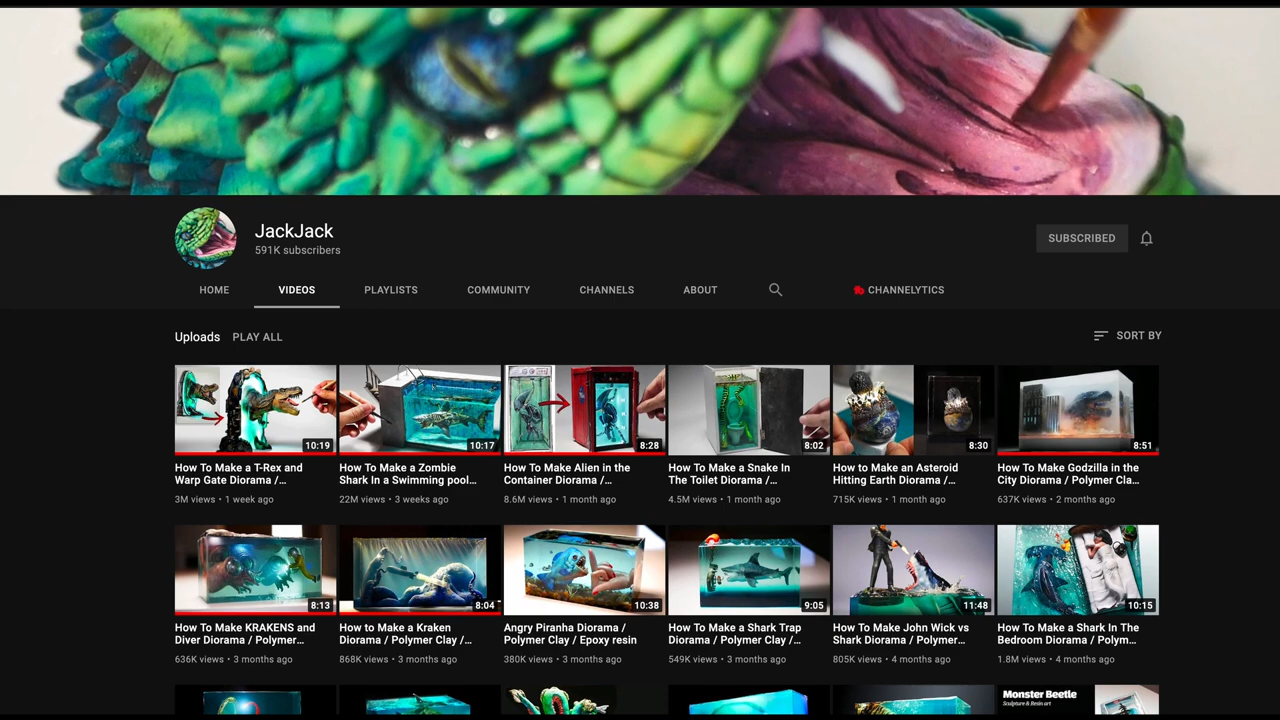 JackJack
591K subscribers
SUBSCRIBED
HOME VIDEOS PLAYLISTS COMMUNITY CHANNELS ABOUT CHANNELYTICS
Uploads PLAY ALL
SORT BY
10:19 10:17 8:28 8:02 8:30 8:51
How To Make a T-Rex and
Warp Gate Diorama /...
3M views • 1 week ago
How To Make a Zombie
Shark In a Swimming pool...
22M views • 3 weeks ago
How To Make Alien in the
Container Diorama /...
8.6M views • 1 month ago
How To Make a Snake In
The Toilet Diorama /...
4.5M views • 1 month ago
How to Make an Asteroid
Hitting Earth Diorama /...
715K views • 1 month ago
How To Make Godzilla in the
City Diorama / Polymer Cla...
637K views • 2 months ago
8:13 8:04 10:38 9:05 11:48 10:15
How To Make KRAKENS and
Diver Diorama / Polymer...
636K views • 3 months ago
How to Make a Kraken
Diorama / Polymer Clay /...
868K views • 3 months ago
Angry Piranha Diorama /
Polymer Clay / Epoxy resin
380K views • 3 months ago
How To Make a Shark Trap
Diorama / Polymer Clay /...
549K views • 3 months ago
How To Make John Wick vs
Shark Diorama / Polymer...
805K views • 4 months ago
How To Make a Shark In The
Bedroom Diorama / Polym...
1.8M views • 4 months ago
Monster Beetle
Sculpture & Resin art